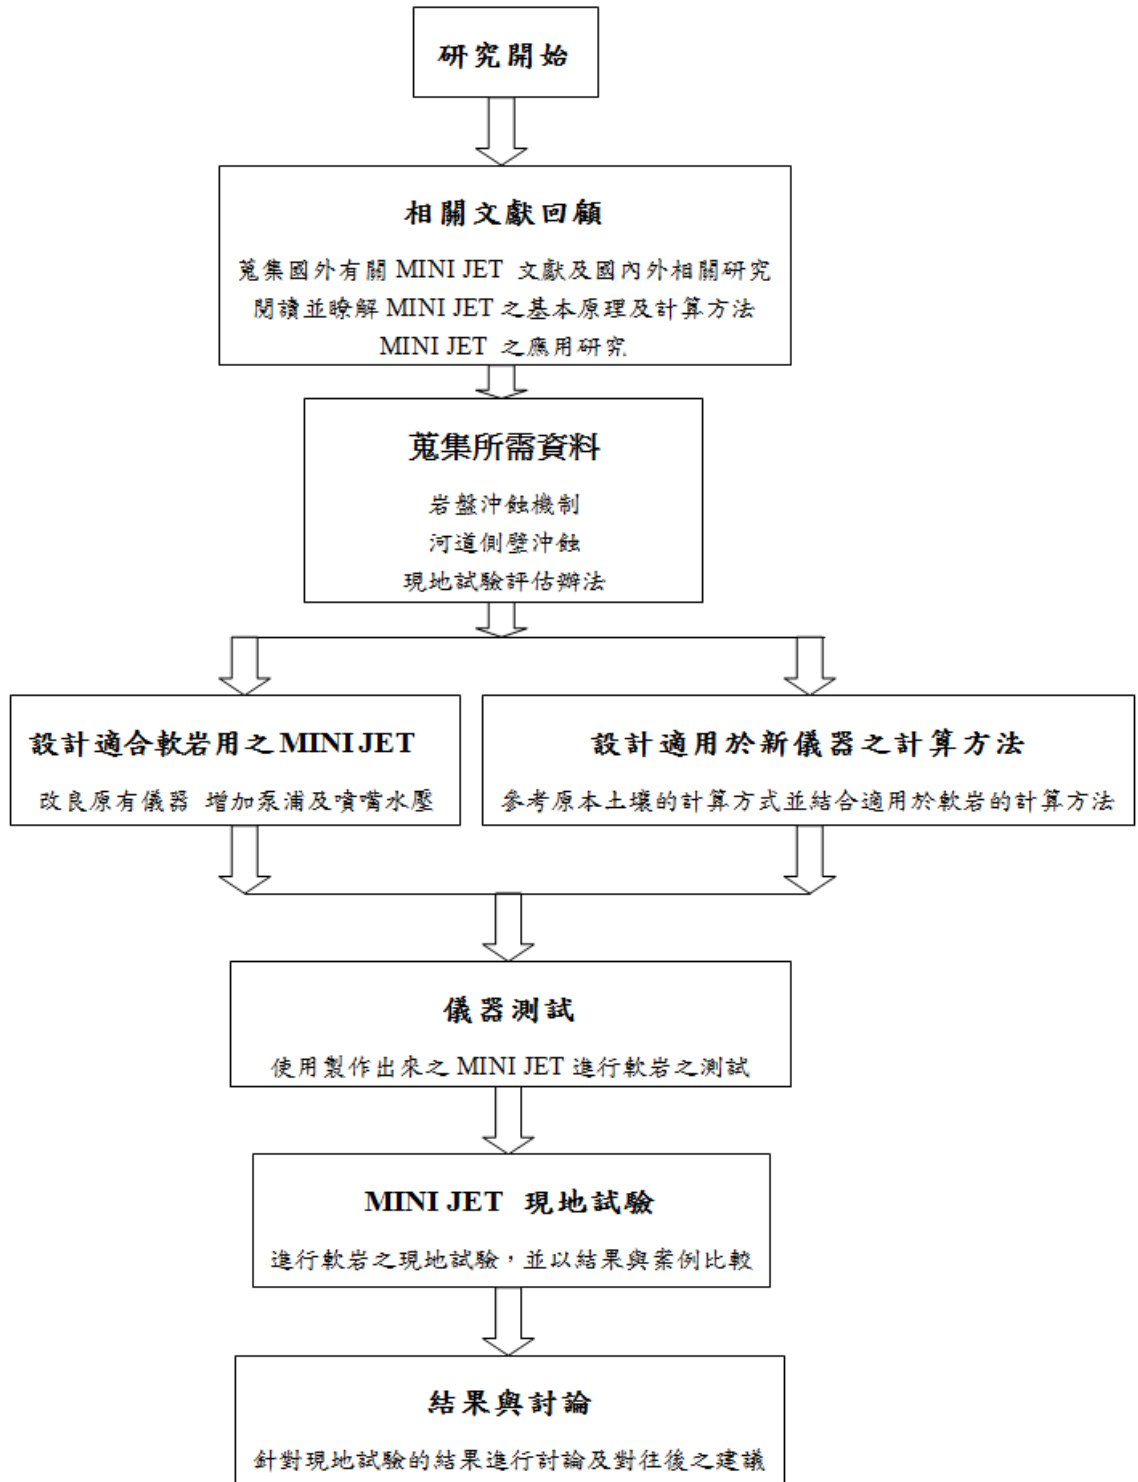 研究開始
相關文獻回顧
蒐集國外有關 MINI JET 文獻及國內外相關研究
閱讀並瞭解 MINI JET 之基本原理及計算方法
MINI JET 之應用研究
蒐集所需資料
岩盤沖蝕機制
河道側壁沖蝕
現地試驗評估辦法
設計適合軟岩用之 MINI JET
改良原有儀器 增加泵浦及噴嘴水壓
設計適用於新儀器之計算方法
參考原本土壤的計算方式並結合適用於軟岩的計算方法
儀器測試
使用製作出來之 MINI JET 進行軟岩之測試
MINI JET 現地試驗
進行軟岩之現地試驗，並以結果與案例比較
結果與討論
針對現地試驗的結果進行討論及對往後之建議